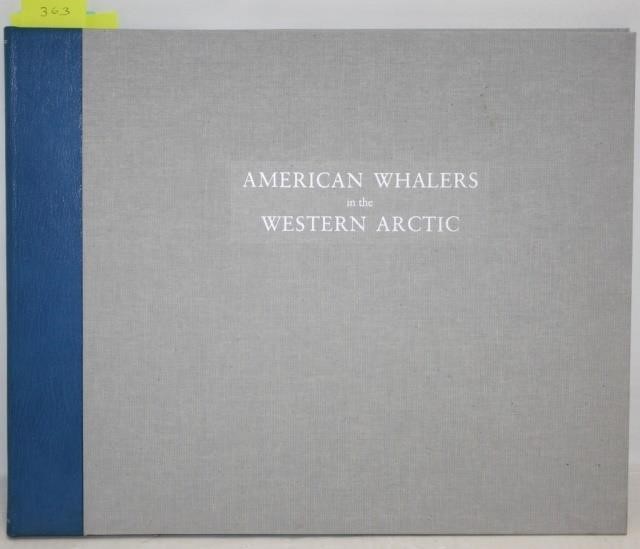 363
AMERICAN WHALERS
in the
WESTERN ARCTIC